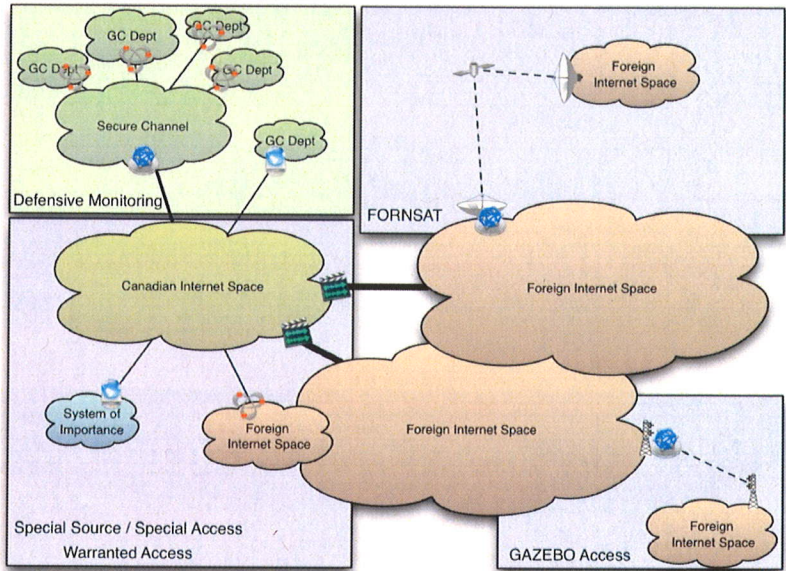 GC Dept
GC Dept
GC Dept
GC Dept
Secure Channel
GC Dept
Defensive Monitoring
Foreign
Internet Space
FORNSAT
Canadian Internet Space
Foreign Internet Space
System of
Importance
Foreign
Internet Space
Foreign Internet Space
Special Source / Special Access
Warranted Access
Foreign
Internet Space
GAZEBO Access